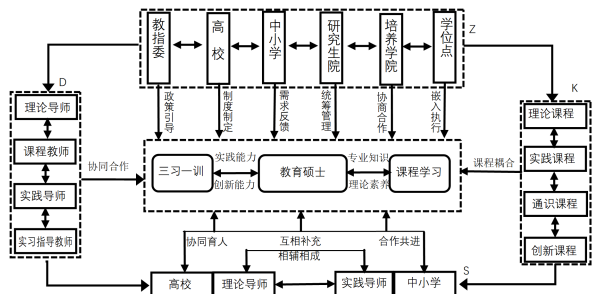 教指委
高校
中小学
研究生院
培养学院
学位点
Z
D
K
政策引导
制度制定
需求反馈
统筹管理
协商合作
嵌入执行
理论导师
课程教师
实践导师
实习指导教师
协同合作
三习一训
实践能力
创新能力
教育硕士
专业知识
理论素养
课程学习
课程耦合
理论课程
实践课程
通识课程
创新课程
协同育人
互相补充
合作共进
相辅相成
S
高校
理论导师
实践导师
中小学